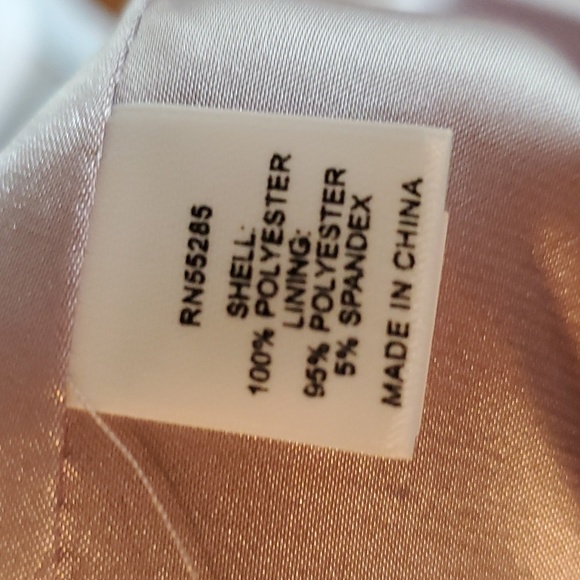 RN55285
SHELL:
100% POLYESTER
LINING:
95% POLYESTER
5% SPANDEX
MADE IN CHINA